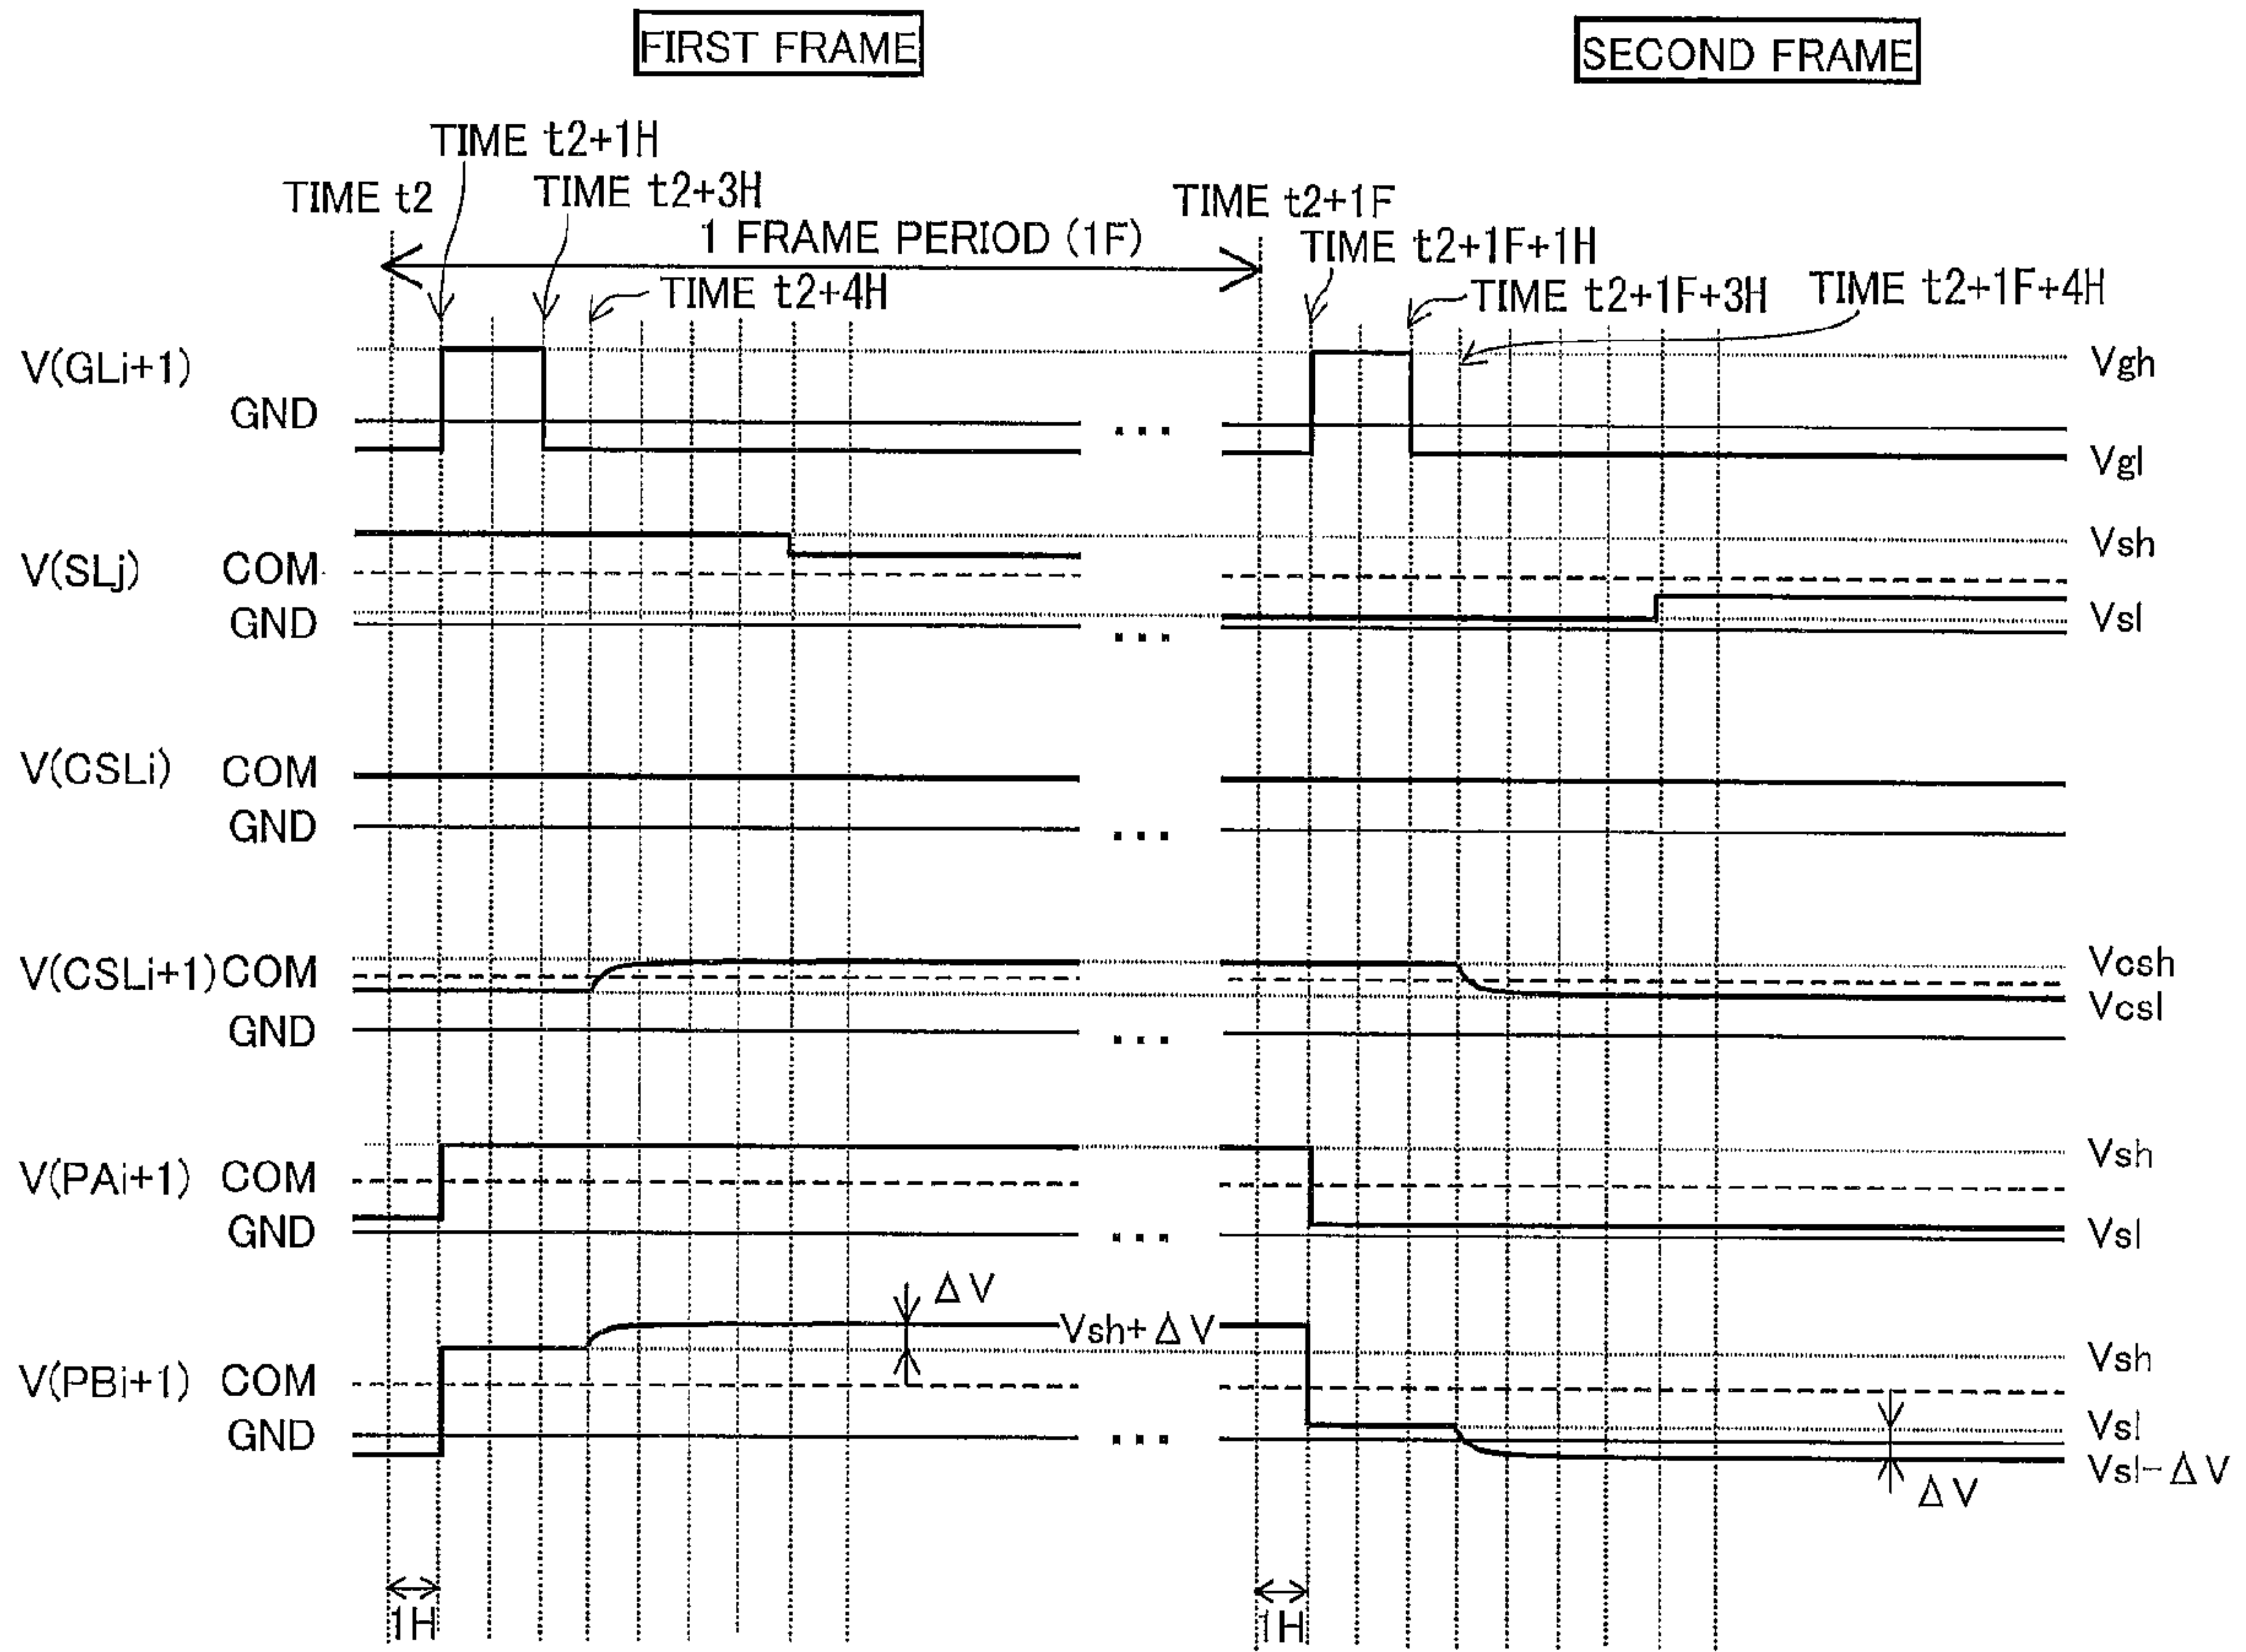 FIRST FRAME
SECOND FRAME
TIME t2+1H
TIME t2
TIME t2+3H
TIME t2+1F
1 FRAME PERIOD (1F)
TIME t2+1F+1H
TIME t2+4H
TIME t2+1F+3H
TIME t2+1F+4H
V(GLi+1)
GND
...
Vgh
Vgl
V(SLj)
COM
GND
...
Vsh
Vsl
V(CSLi)
COM
GND
...
V(CSLi+1)
COM
GND
...
Vcsh
Vcsl
V(PAi+1)
COM
GND
...
Vsh
Vsl
ΔV
Vsh+ΔV
V(PBi+1)
COM
GND
...
Vsh
Vsl
Vsl-ΔV
ΔV
1H
1H